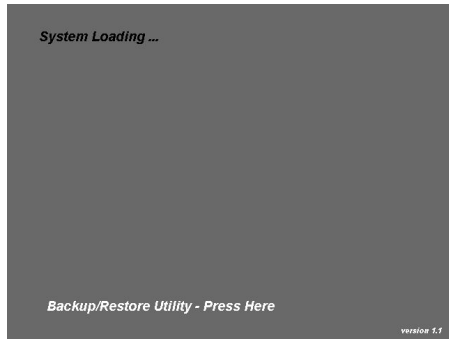 System Loading ...
Backup/Restore Utility - Press Here
version 1.1